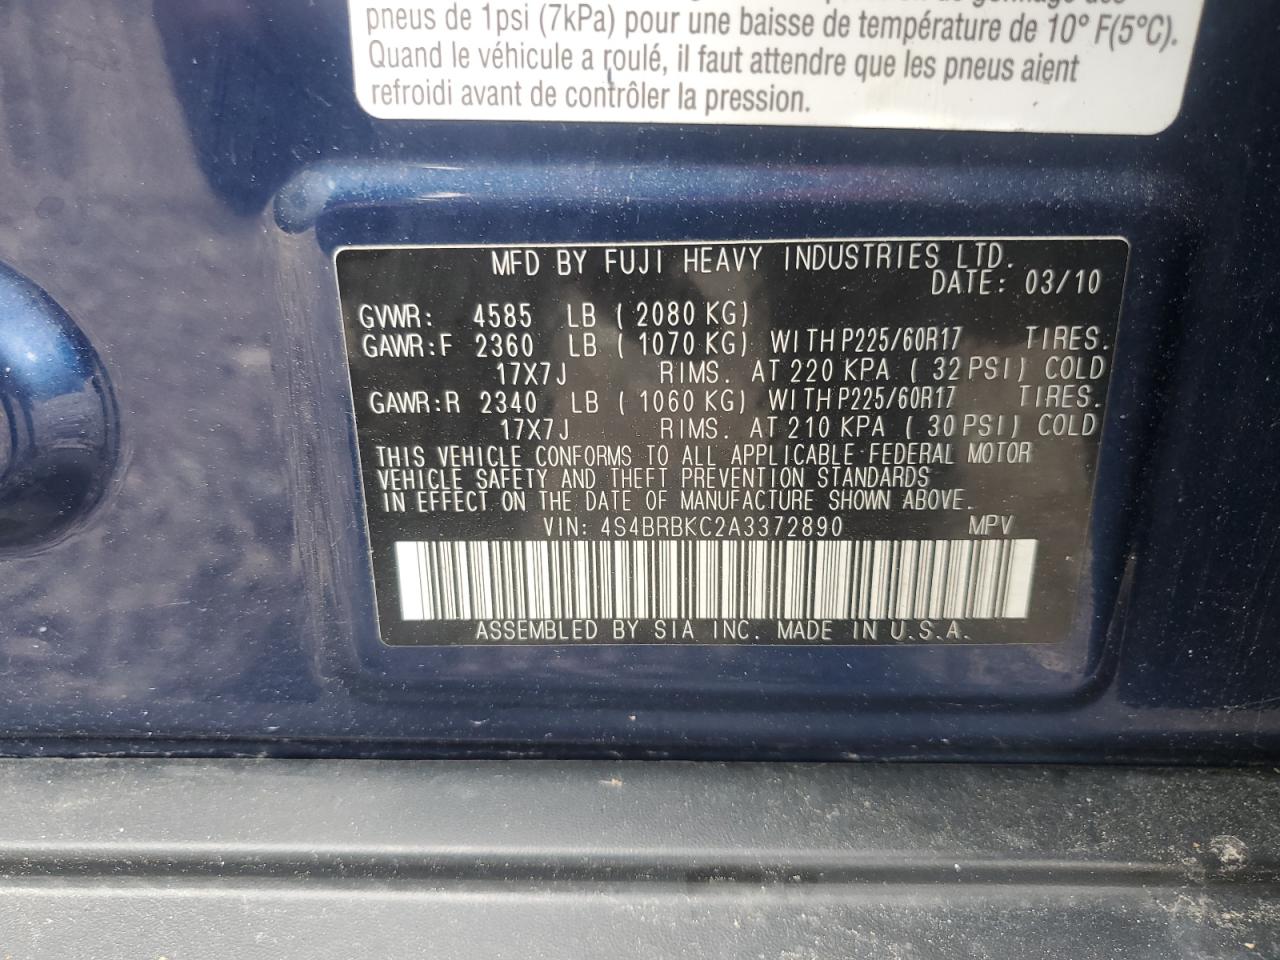 pneus de 1psi (7kPa) pour une baisse de température de 10° F(5°C).
Quand le véhicule a roulé, il faut attendre que les pneus aient
refroidi avant de contrôler la pression.
MFD BY FUJI HEAVY INDUSTRIES LTD.
DATE: 03/10
GVWR: 4585 LB ( 2080 KG)
GAWR:F 2360 LB ( 1070 KG) WITH P225/60R17 TIRES.
17X7J RIMS. AT 220 KPA ( 32 PSI) COLD
GAWR:R 2340 LB ( 1060 KG) WITH P225/60R17 TIRES.
17X7J RIMS. AT 210 KPA ( 30 PSI) COLD
THIS VEHICLE CONFORMS TO ALL APPLICABLE FEDERAL MOTOR
VEHICLE SAFETY AND THEFT PREVENTION STANDARDS
IN EFFECT ON THE DATE OF MANUFACTURE SHOWN ABOVE.
VIN: 4S4BRBKC2A3372890 MPV
ASSEMBLED BY SIA INC. MADE IN U.S.A.